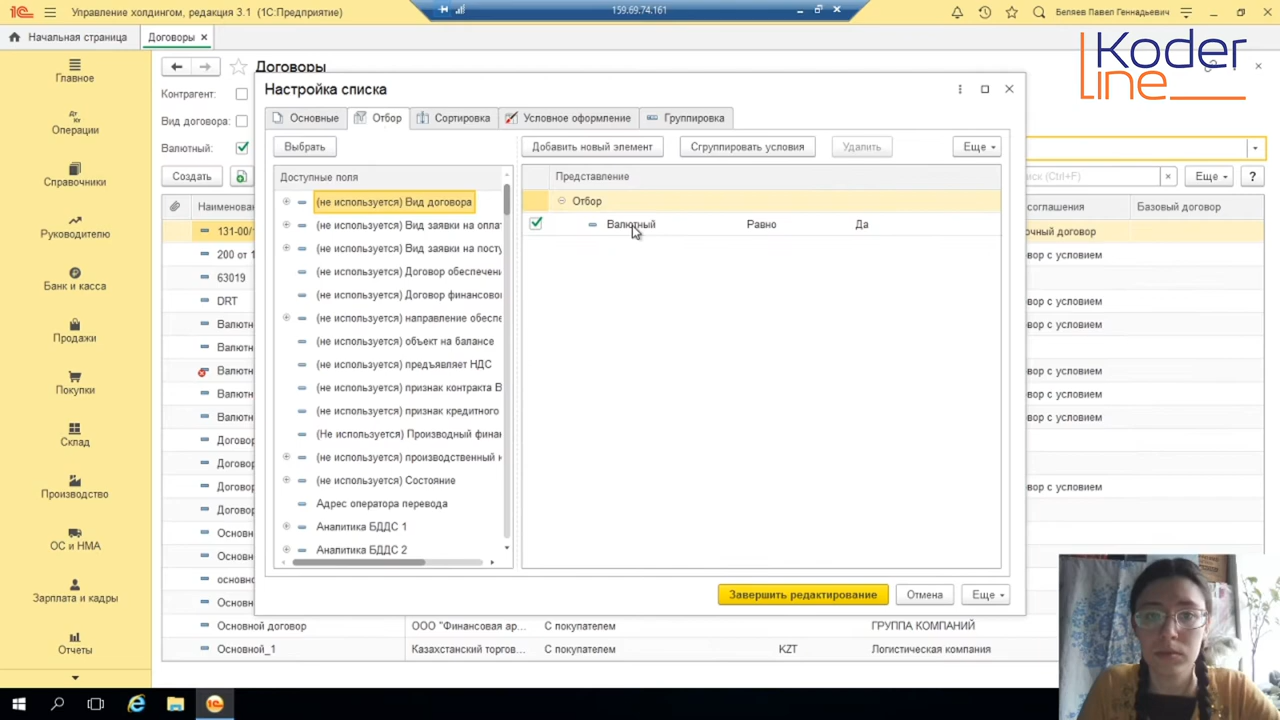 Управление холдингом, редакция 3.1 (1С:Предприятие)
159.69.74.161
Беляев Павел Геннадьевич
Koder
line
Начальная страница
Договоры
Главное
Операции
Справочники
Руководителю
Банк и касса
Продажи
Покупки
Склад
Производство
ОС и НМА
Зарплата и кадры
Отчеты
Договоры
Контрагент:
Вид договора:
Валютный:
Создать
(Ctrl+F)
Еще
?
Наименова
соглашения
Базовый договор
131-00/
очный договор
200 от 1
вор с условием
63019
DRT
вор с условием
Валютн
вор с условием
Валютн
Валютн
вор с условием
Валютн
вор с условием
Валютн
вор с условием
Догово
Догово
Догово
вор с условием
Догово
Основн
Основн
основн
Основн
Основной договор
ООО "Финансовая ар...
С покупателем
ГРУППА КОМПАНИЙ
Основной_1
Казахстанский торгов...
С покупателем
KZT
Логистическая компания
Настройка списка
Основные
Отбор
Сортировка
Условное оформление
Группировка
Выбрать
Добавить новый элемент
Сгруппировать условия
Удалить
Еще
Доступные поля
(не используется) Вид договора
(не используется) Вид заявки на опла
(не используется) Вид заявки на посту
(не используется) Договор обеспечени
(не используется) Договор финансово
(не используется) направление обеспе
(не используется) объект на балансе
(не используется) предъявляет НДС
(не используется) признак контракта В
(не используется) признак кредитного
(Не используется) Производный финан
(не используется) производственный к
(не используется) Состояние
Адрес оператора перевода
Аналитика БДДС 1
Аналитика БДДС 2
Представление
Отбор
Валютный
Равно
Да
Завершить редактирование
Отмена
Еще